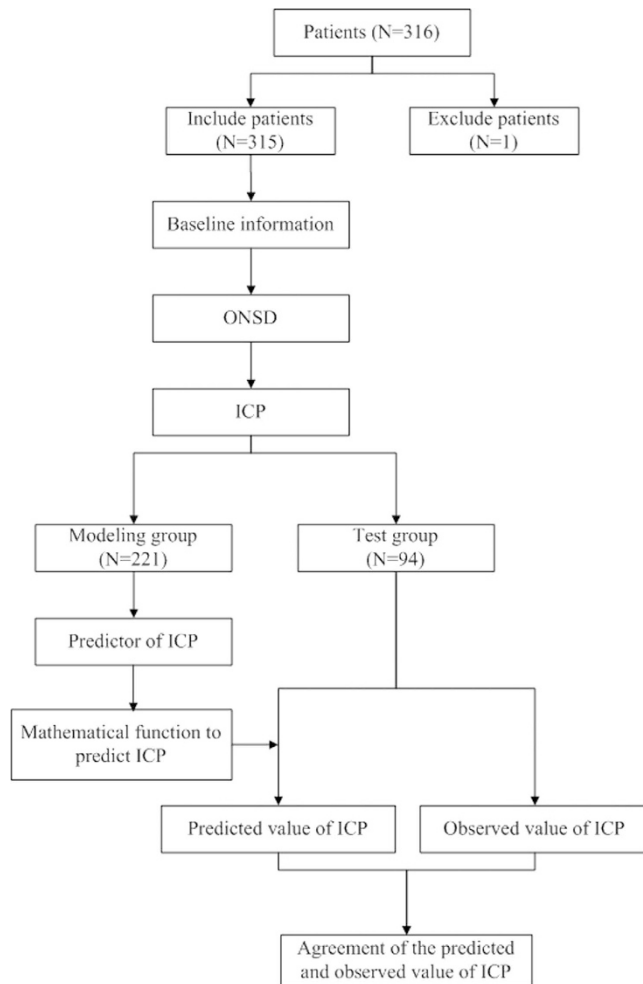 Patients (N=316)
Include patients
(N=315)
Exclude patients
(N=1)
Baseline information
ONSD
ICP
Modeling group
(N=221)
Test group
(N=94)
Predictor of ICP
Mathematical function to
predict ICP
Predicted value of ICP
Observed value of ICP
Agreement of the predicted
and observed value of ICP